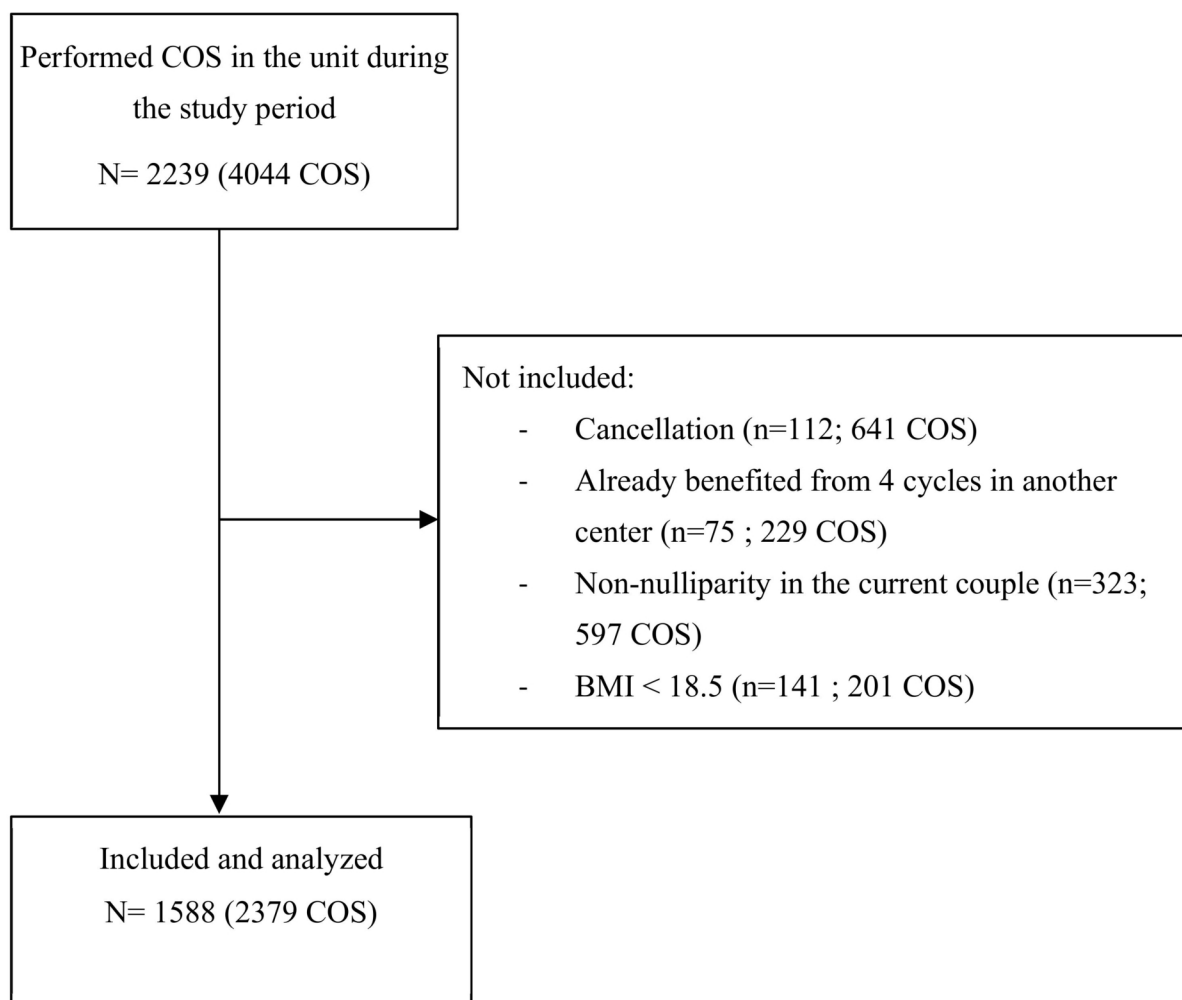 Performed COS in the unit during
the study period
N= 2239 (4044 COS)
Not included:
- Cancellation (n=112; 641 COS)
- Already benefited from 4 cycles in another
center (n=75 ; 229 COS)
- Non-nulliparity in the current couple (n=323;
597 COS)
- BMI < 18.5 (n=141 ; 201 COS)
Included and analyzed
N= 1588 (2379 COS)